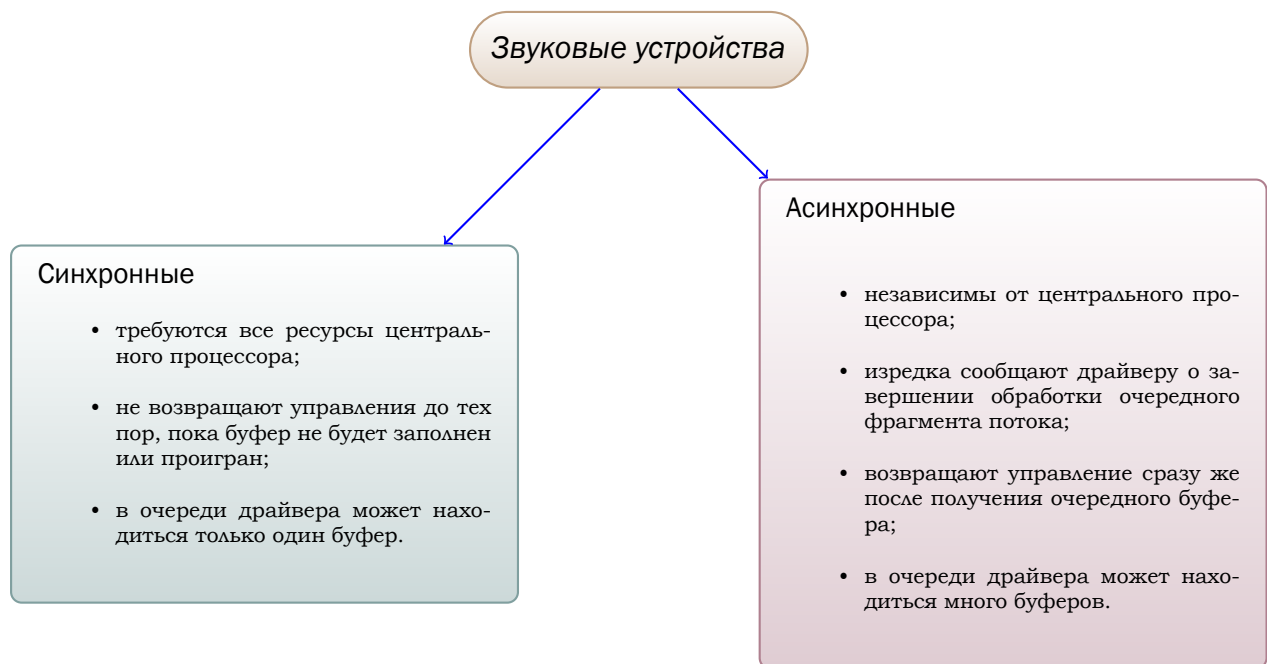 Звуковые устройства
Синхронные
• требуются все ресурсы централь-
ного процессора;
• не возвращают управления до тех
пор, пока буфер не будет заполнен
или проигран;
• в очереди драйвера может нахо-
диться только один буфер.
Асинхронные
• независимы от центрального про-
цессора;
• изредка сообщают драйверу о за-
вершении обработки очередного
фрагмента потока;
• возвращают управление сразу же
после получения очередного буфе-
ра;
• в очереди драйвера может нахо-
диться много буферов.